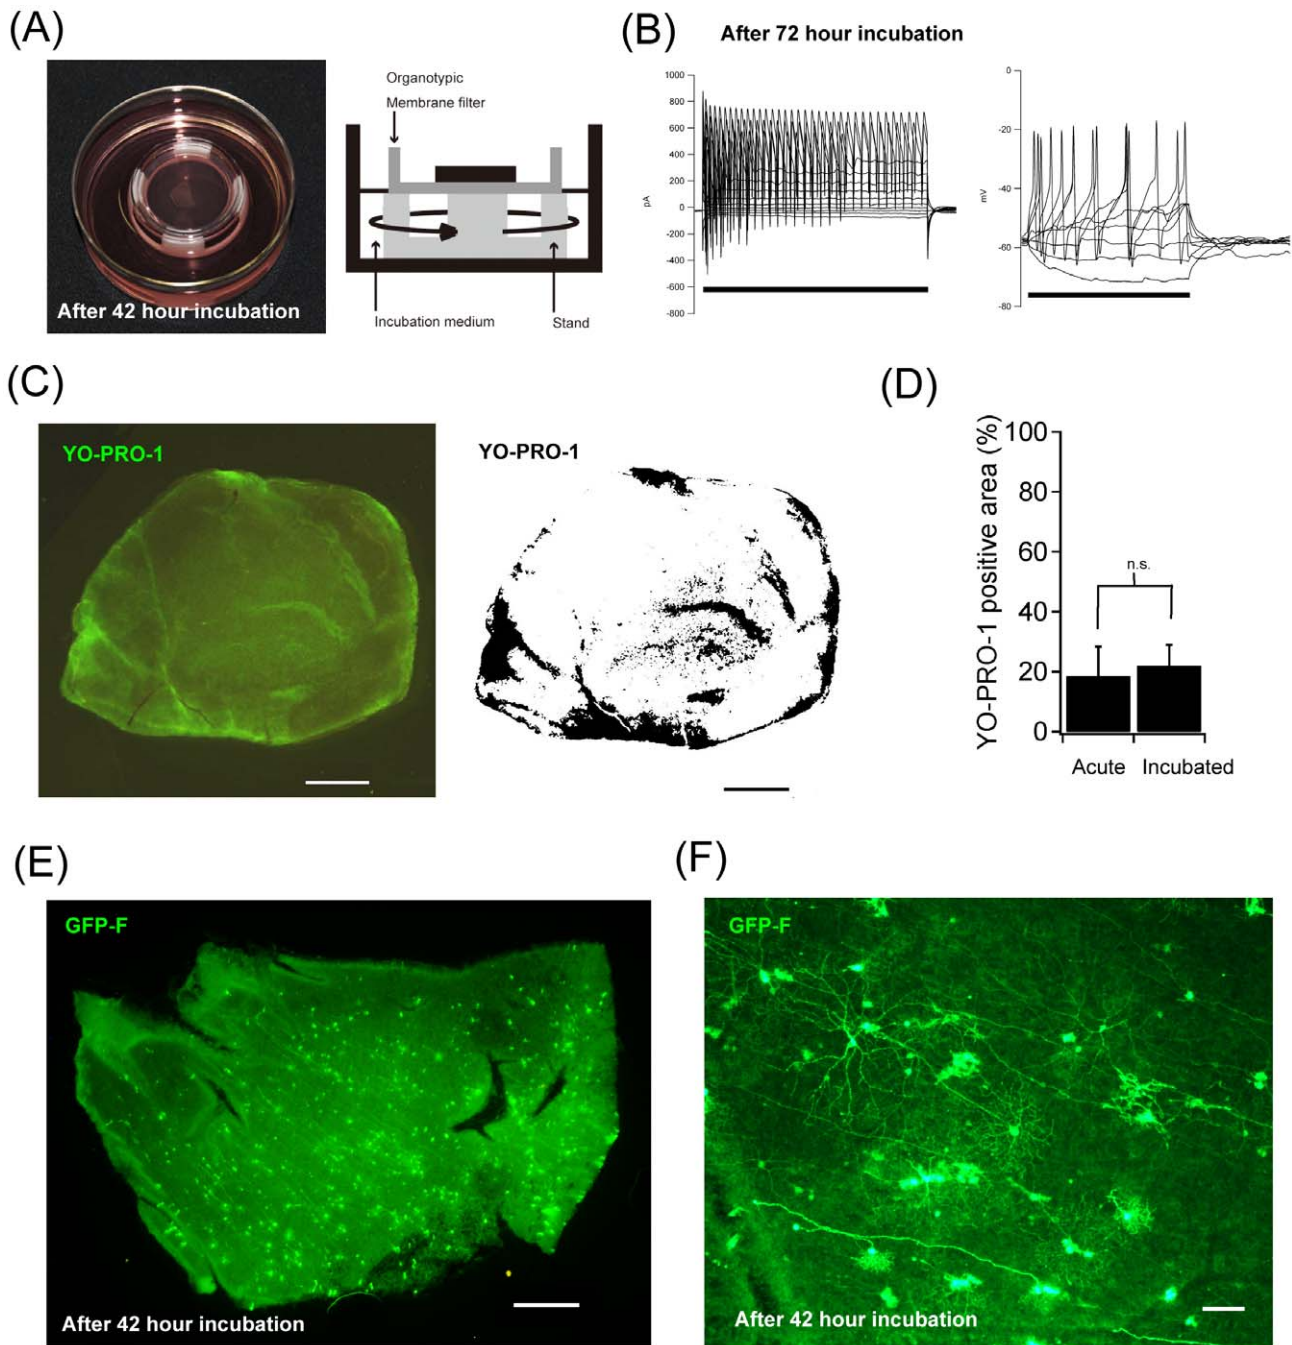 (A)
After 42 hour incubation
Organotypic
Membrane filter
Incubation medium
Stand
(B)
After 72 hour incubation
1000
800
600
400
200
0
-200
-400
-600
-800
pA
0
-20
-40
-60
-80
mV
(C)
YO-PRO-1
YO-PRO-1
(D)
YO-PRO-1 positive area (%)
100
80
60
40
20
0
n.s.
Acute
Incubated
(E)
GFP-F
After 42 hour incubation
(F)
GFP-F
After 42 hour incubation